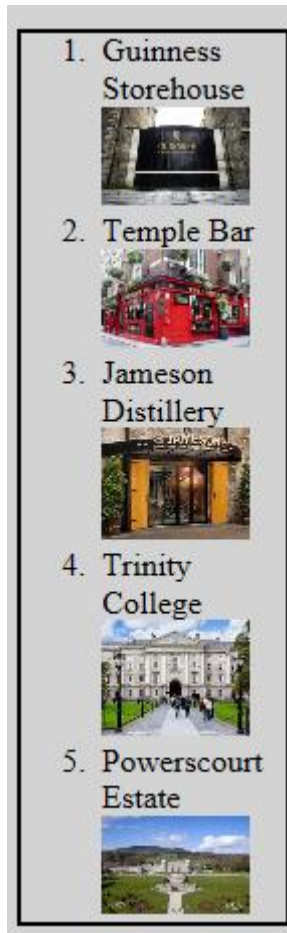 1. Guinness
Storehouse
2. Temple Bar
3. Jameson
Distillery
4. Trinity
College
5. Powerscourt
Estate